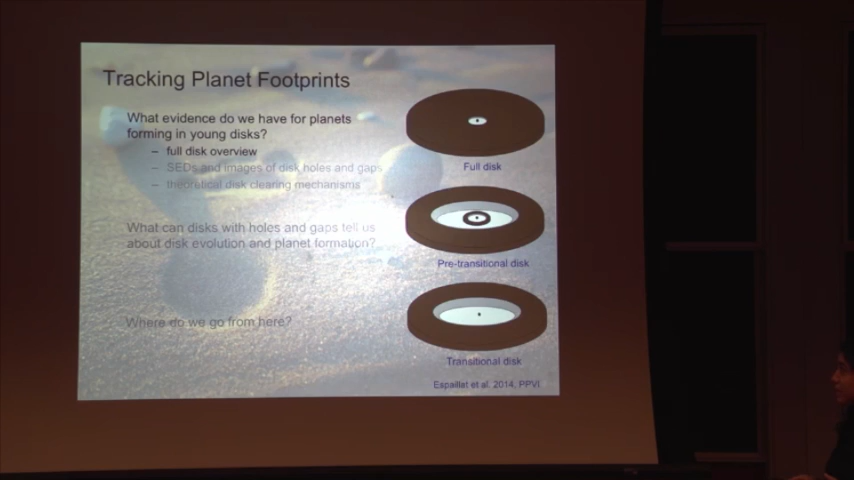 Tracking Planet Footprints
What evidence do we have for planets
forming in young disks?
– full disk overview
– SEDs and images of disk holes and gaps
– theoretical disk clearing mechanisms
What can disks with holes and gaps tell us
about disk evolution and planet formation?
Where do we go from here?
Full disk
Pre-transitional disk
Transitional disk
Espaillat et al. 2014, PPVI